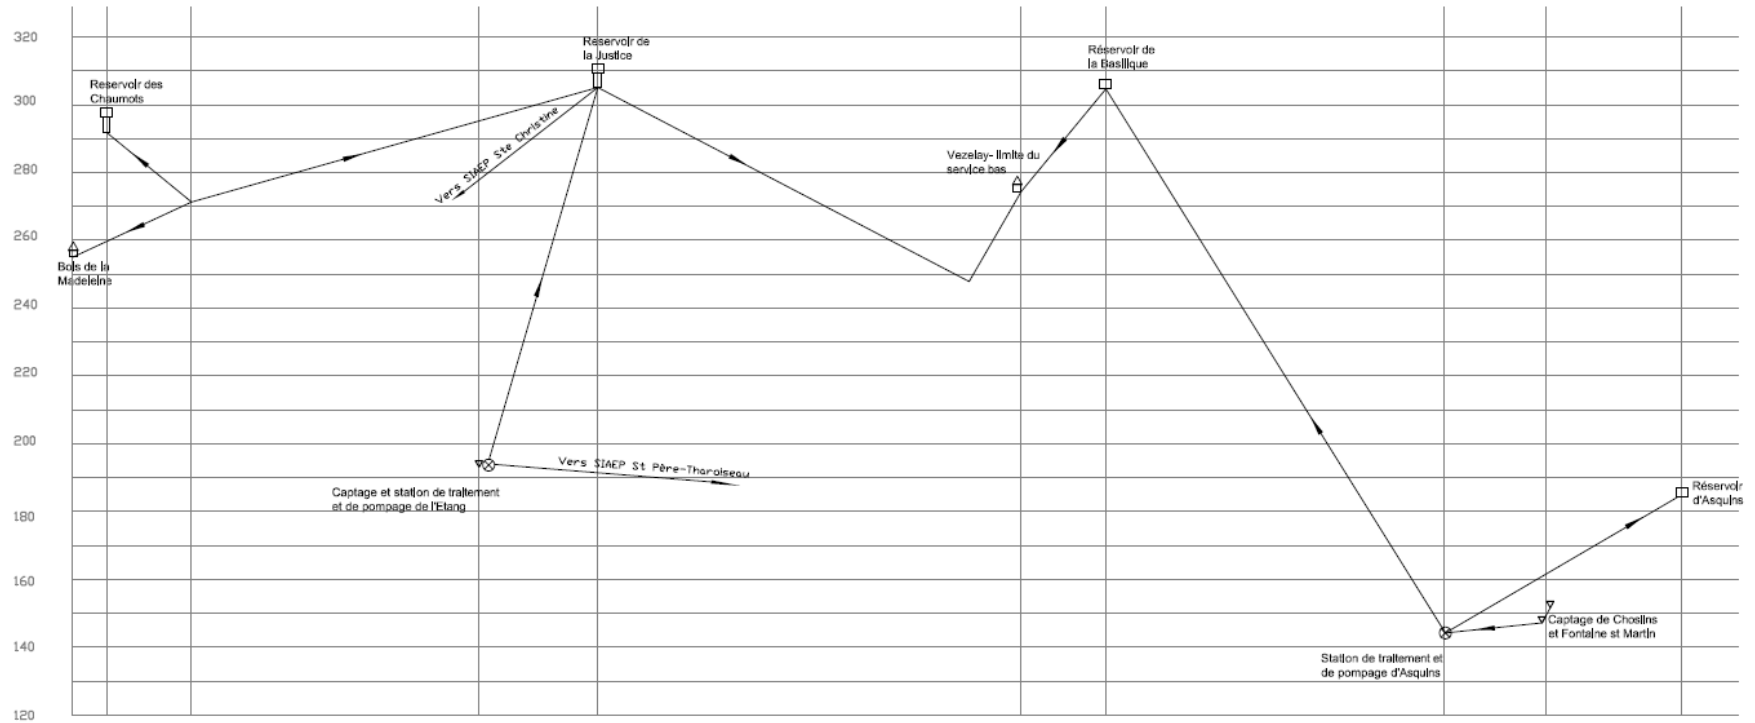 320
Reservoir de
la Justice
Réservoir de
la Basilique
Reservoir des
Chaumots
300
Vers SIAEP Ste Christine
Vezelay- limite du
service bas
280
260
Bois de la
Madeleine
240
220
200
Vers SIAEP St Père-Tharoiseau
Captage et station de traitement
et de pompage de l'Etang
Réservoir
d'Asquins
180
160
Captage de Choslins
et Fontaine st Martin
140
Station de traitement et
de pompage d'Asquins
120